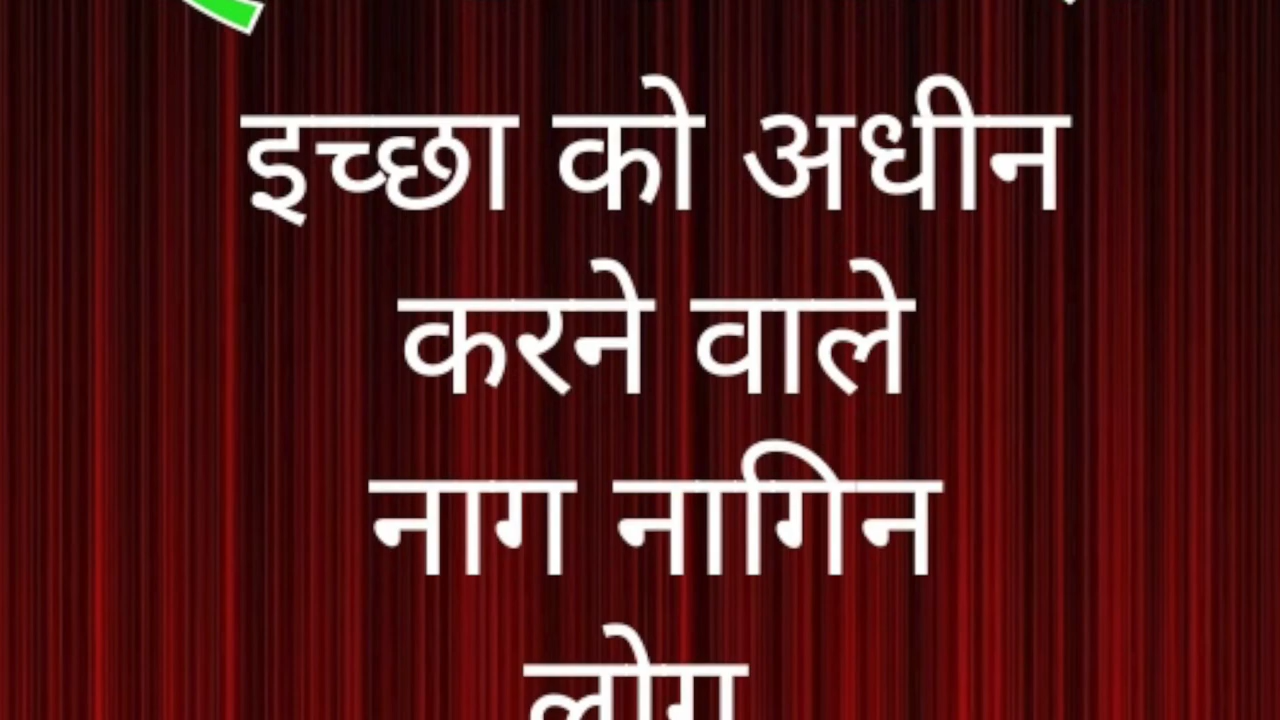 इच्छा को अधीन
करने वाले
नाग नागिन
लोग